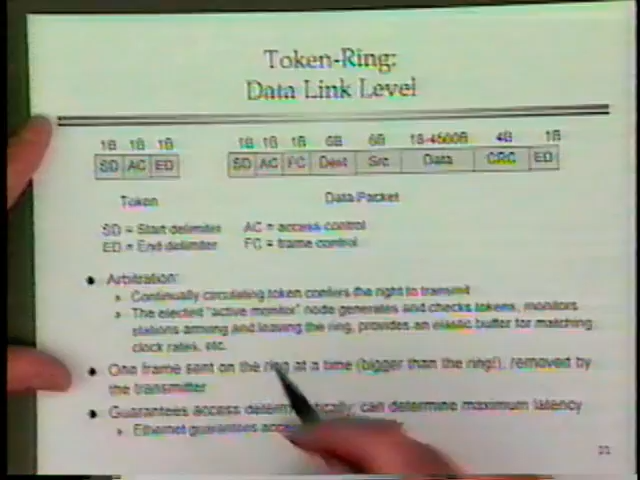 Token-Ring:
Data Link Level
1B 1B 1B 1B 1B 1B 6B 6B 18-4500B 4B 1B
SD AC ED SD AC FC Dest Src Data CRC ED
Token Data/Packet
SD = Start delimiter AC = access control
ED = End delimiter FC = frame control
Arbitration:
Continually circulating token confers the right to transmit
The elected "active monitor" node generates and checks tokens, monitors
stations arriving and leaving the ring, provides an elastic buffer for matching
clock rates, etc.
One frame sent on the ring at a time (bigger than the ring!), removed by
the transmitter
Guarantees access can determine maximum latency
Ethernet guarantees